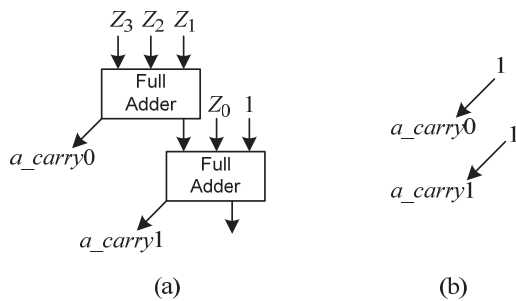 Z3 Z2 Z1
Full
Adder
a_carry0
Z0 1
Full
Adder
a_carry1
(a)
1
a_carry0
1
a_carry1
(b)